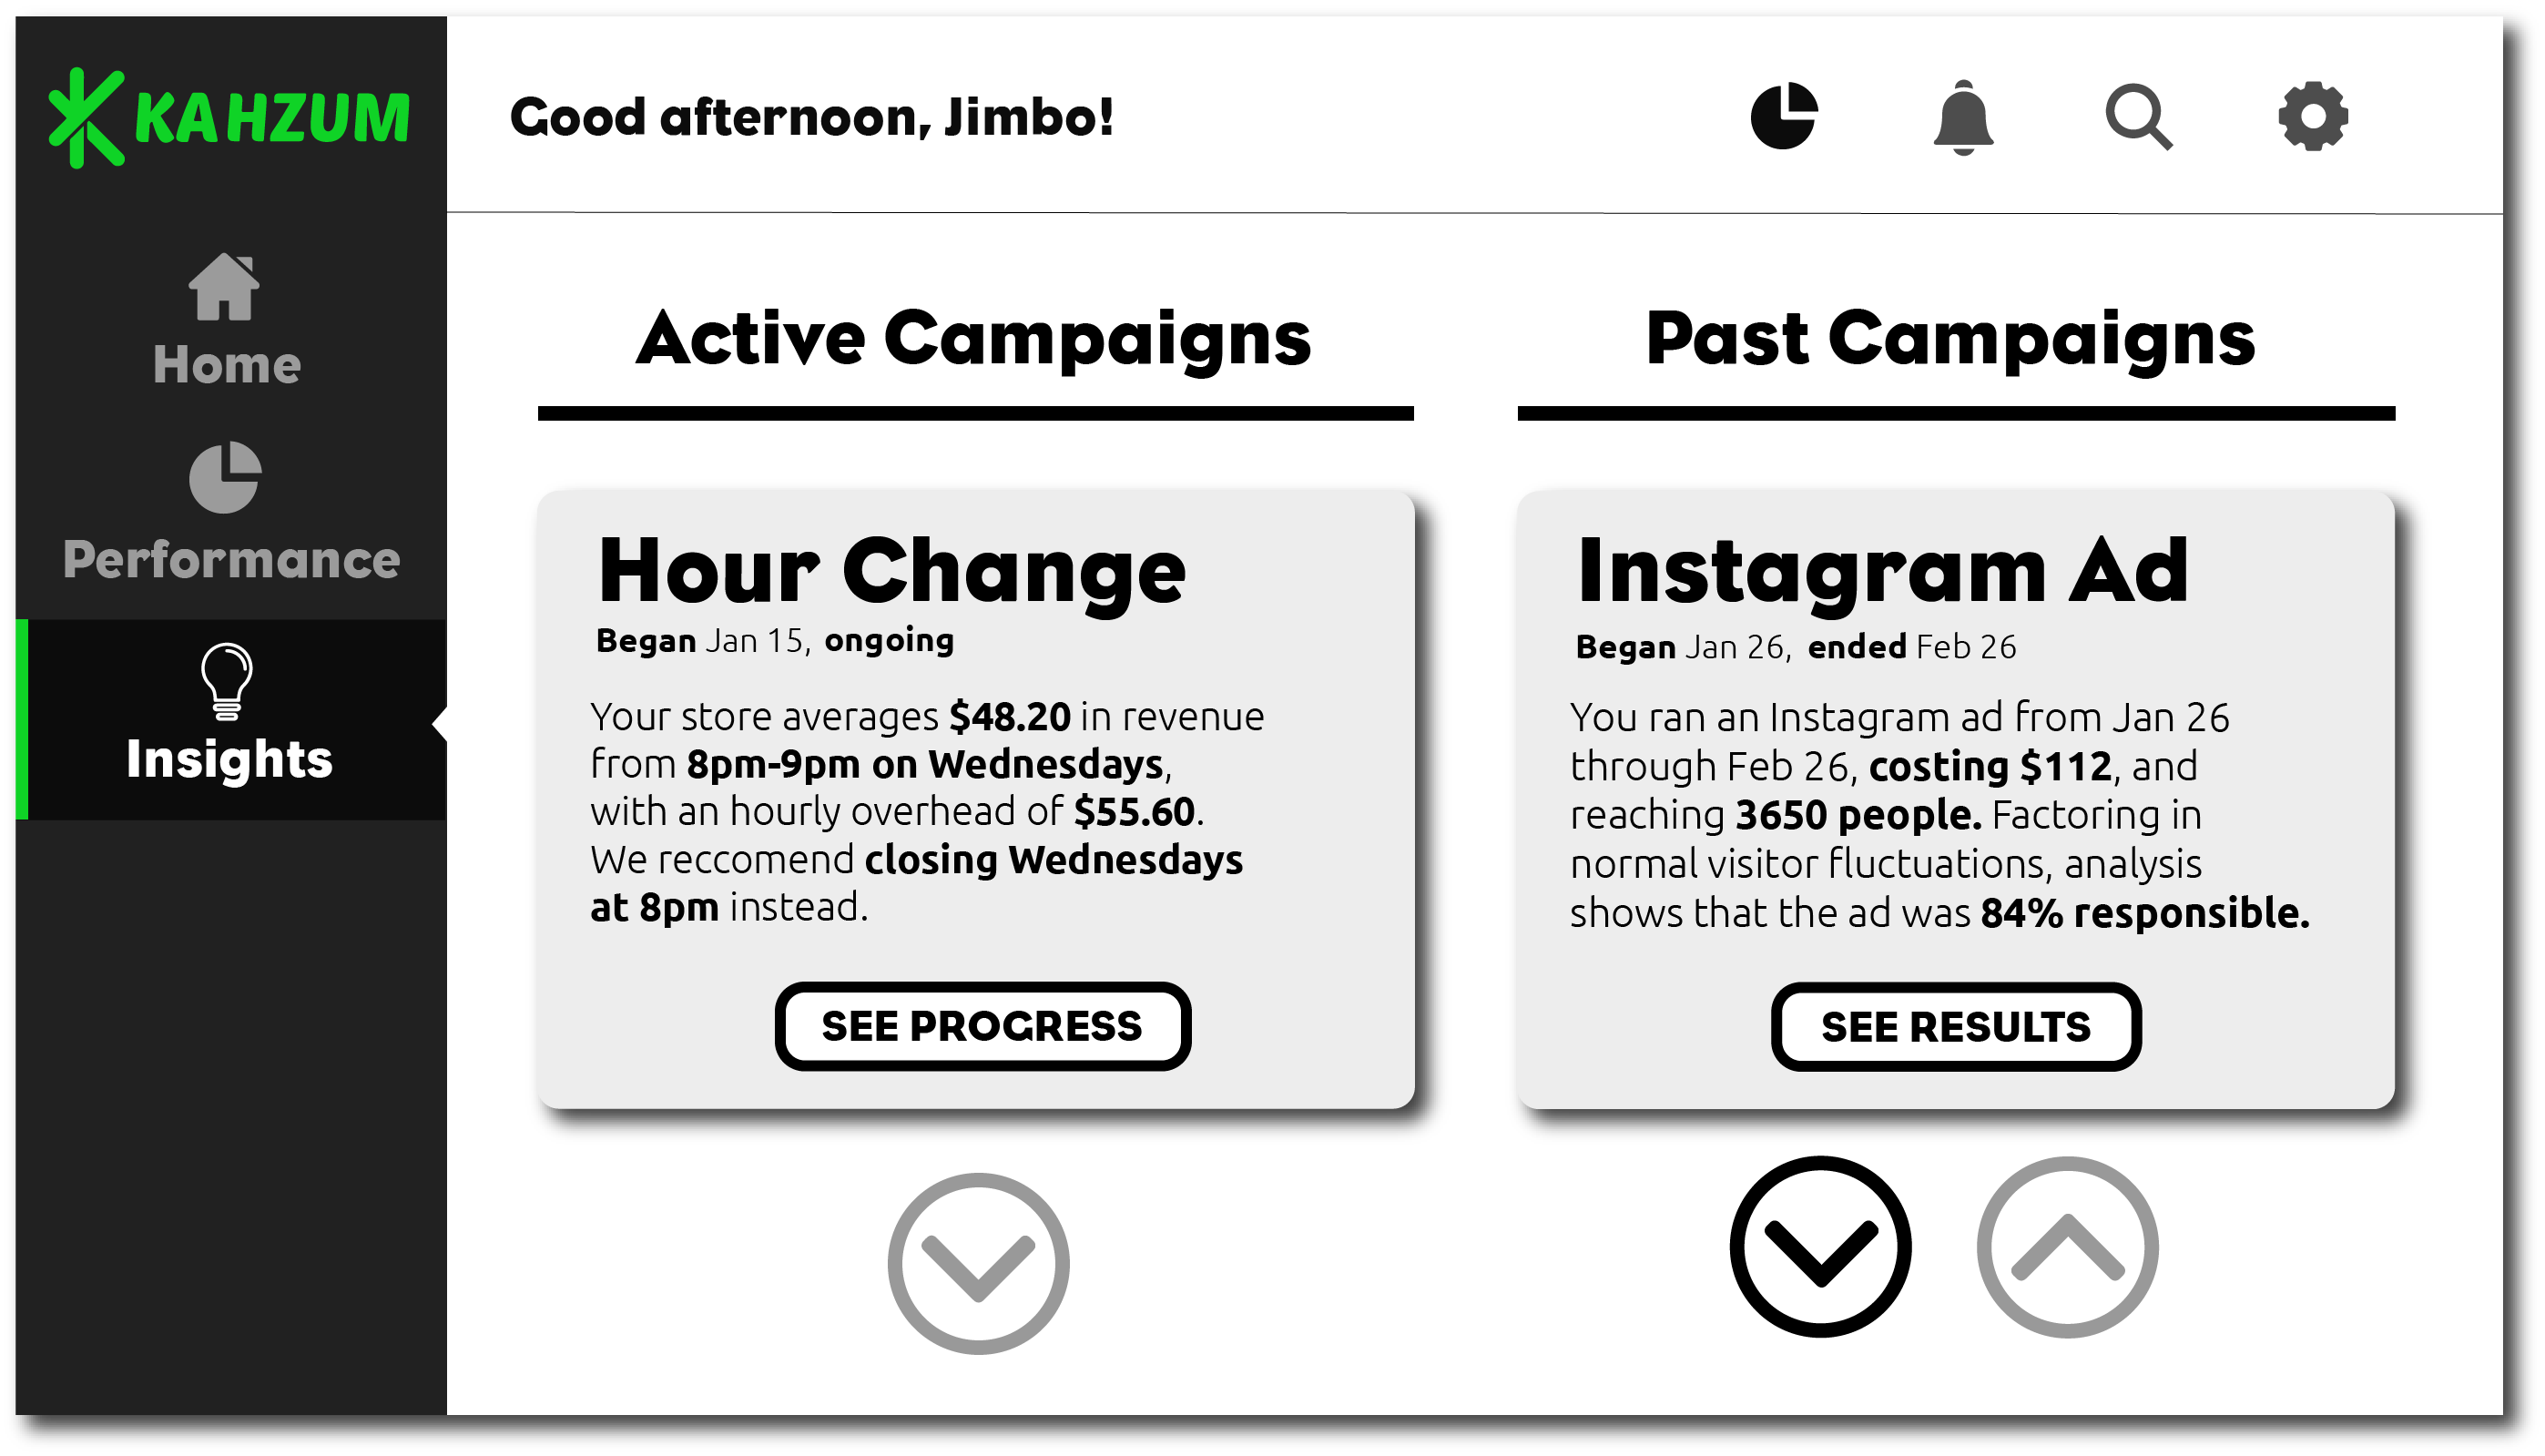 KAHZUM
Good afternoon, Jimbo!
Home
Performance
Insights
Active Campaigns
Hour Change
Began Jan 15, ongoing
Your store averages $48.20 in revenue
from 8pm-9pm on Wednesdays,
with an hourly overhead of $55.60.
We reccomend closing Wednesdays
at 8pm instead.
SEE PROGRESS
Past Campaigns
Instagram Ad
Began Jan 26, ended Feb 26
You ran an Instagram ad from Jan 26
through Feb 26, costing $112, and
reaching 3650 people. Factoring in
normal visitor fluctuations, analysis
shows that the ad was 84% responsible.
SEE RESULTS